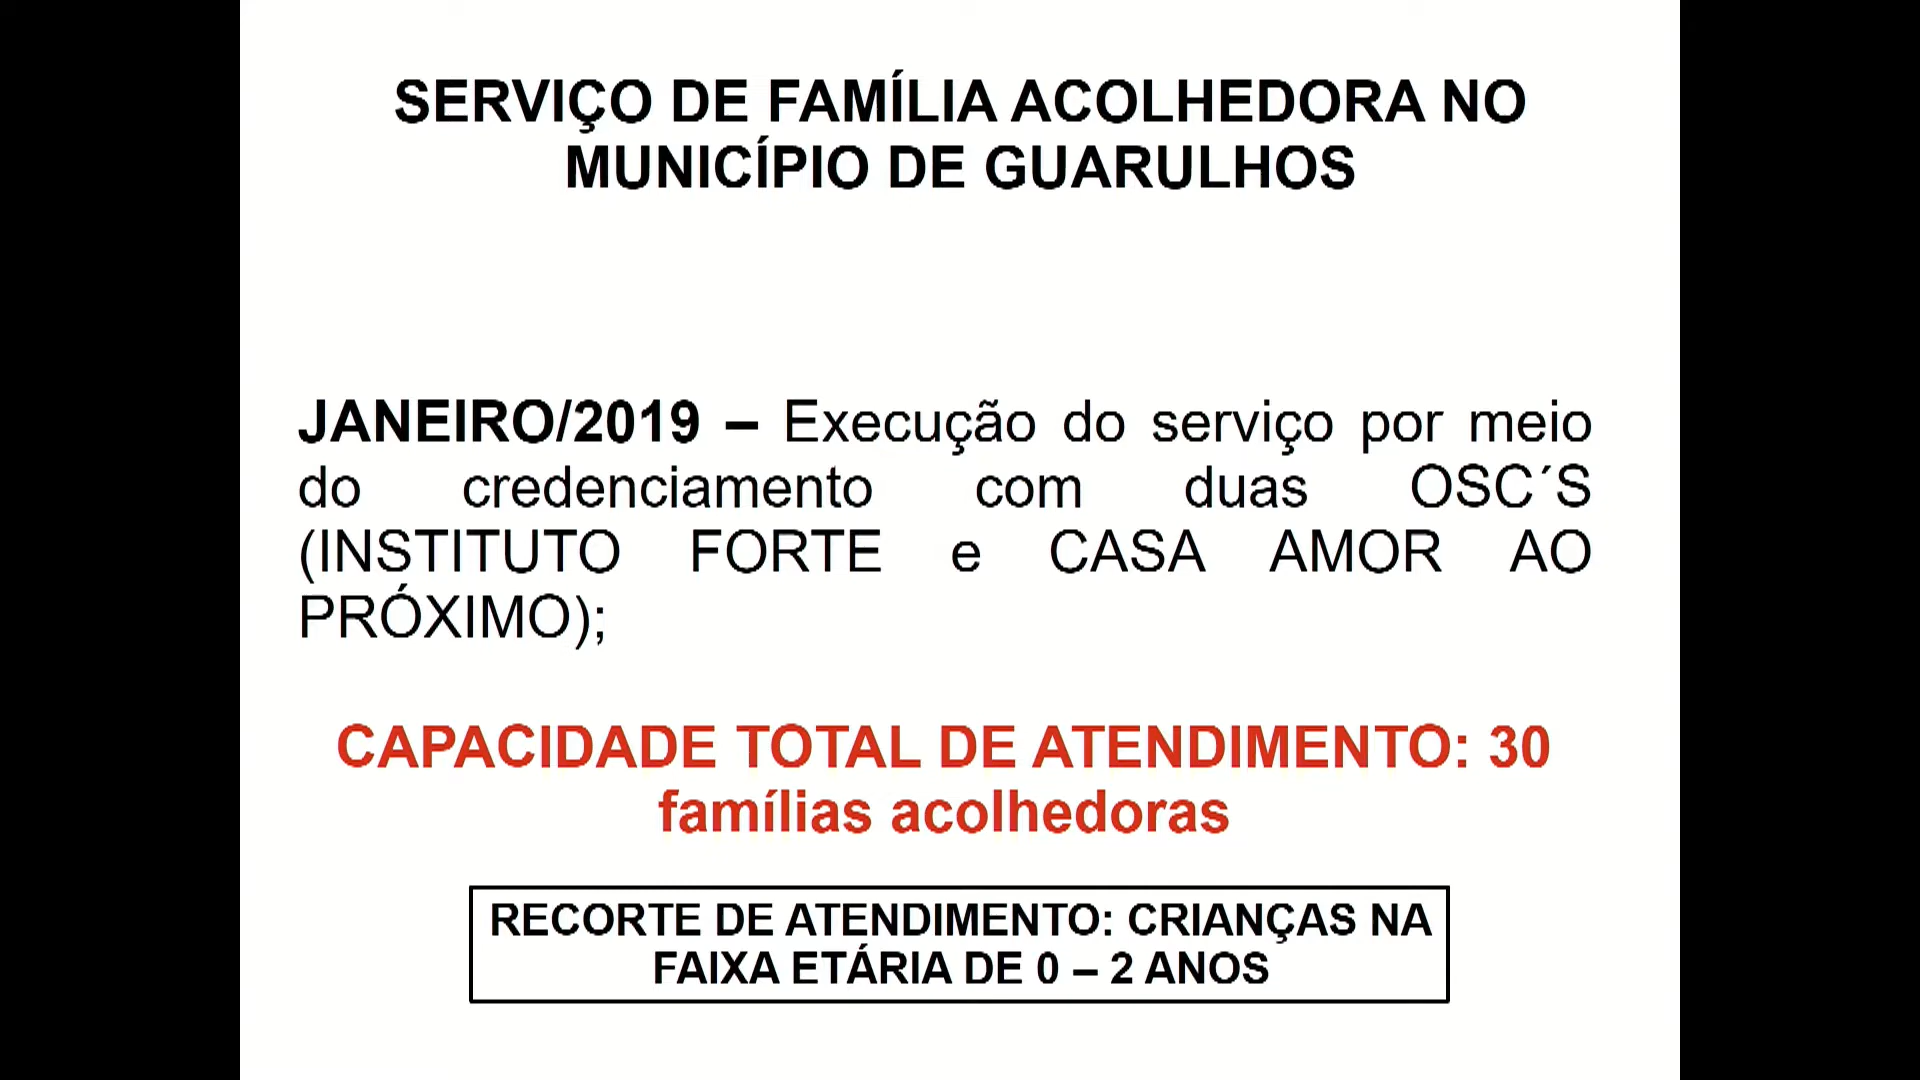 SERVIÇO DE FAMÍLIA ACOLHEDORA NO
MUNICÍPIO DE GUARULHOS
JANEIRO/2019 – Execução do serviço por meio
do credenciamento com duas OSC´S
(INSTITUTO FORTE e CASA AMOR AO
PRÓXIMO);
CAPACIDADE TOTAL DE ATENDIMENTO: 30
famílias acolhedoras
RECORTE DE ATENDIMENTO: CRIANÇAS NA
FAIXA ETÁRIA DE 0 – 2 ANOS